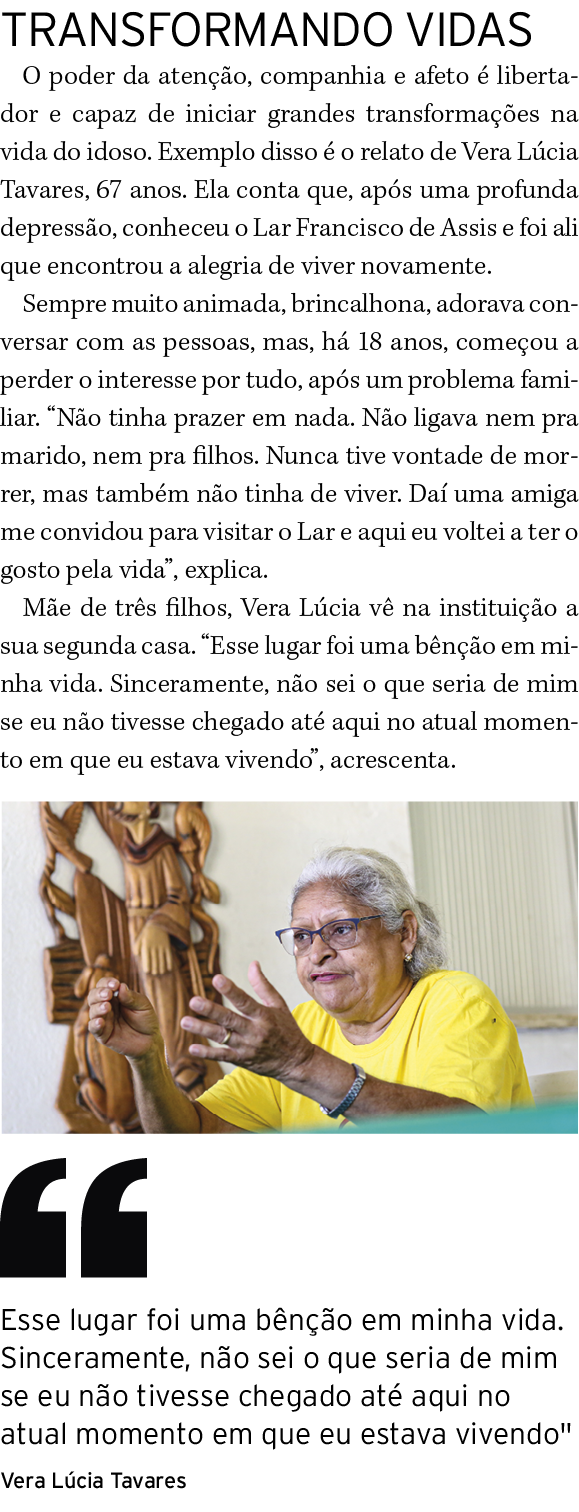 TRANSFORMANDO VIDAS
O poder da atenção, companhia e afeto é liberta-
dor e capaz de iniciar grandes transformações na
vida do idoso. Exemplo disso é o relato de Vera Lúcia
Tavares, 67 anos. Ela conta que, após uma profunda
depressão, conheceu o Lar Francisco de Assis e foi ali
que encontrou a alegria de viver novamente.
Sempre muito animada, brincalhona, adorava con-
versar com as pessoas, mas, há 18 anos, começou a
perder o interesse por tudo, após um problema fami-
liar. “Não tinha prazer em nada. Não ligava nem pra
marido, nem pra filhos. Nunca tive vontade de mor-
rer, mas também não tinha de viver. Daí uma amiga
me convidou para visitar o Lar e aqui eu voltei a ter o
gosto pela vida”, explica.
Mãe de três filhos, Vera Lúcia vê na instituição a
sua segunda casa. “Esse lugar foi uma bênção em mi-
nha vida. Sinceramente, não sei o que seria de mim
se eu não tivesse chegado até aqui no atual momen-
to em que eu estava vivendo”, acrescenta.
“
Esse lugar foi uma bênção em minha vida.
Sinceramente, não sei o que seria de mim
se eu não tivesse chegado até aqui no
atual momento em que eu estava vivendo"
Vera Lúcia Tavares